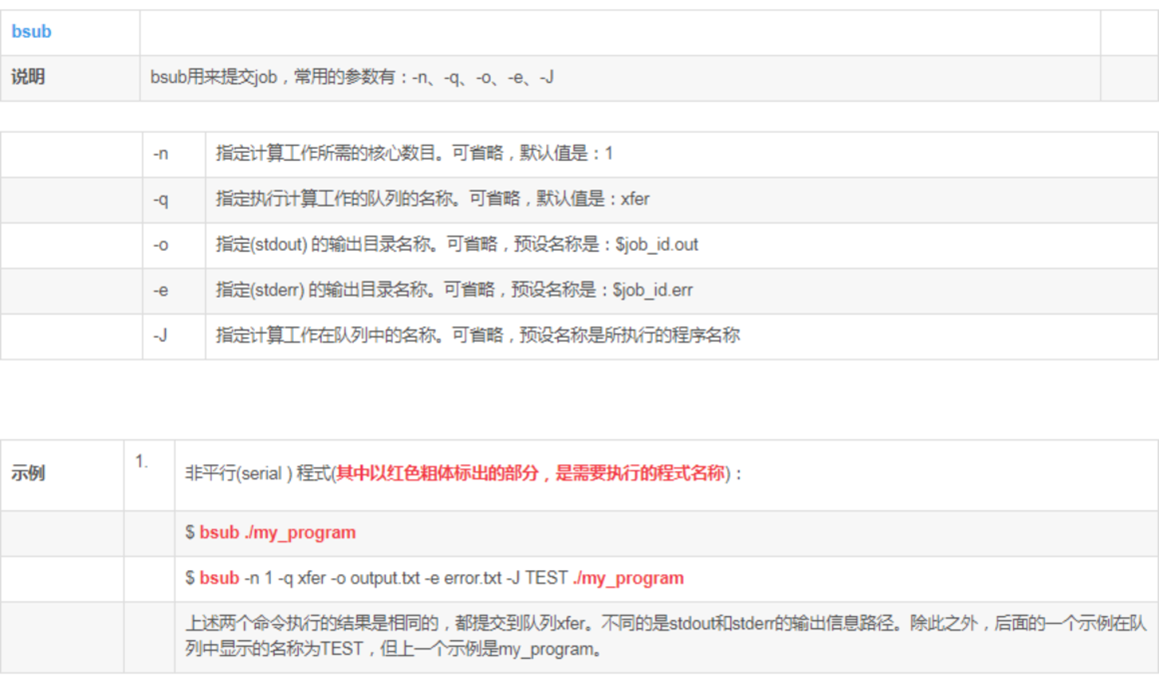 bsub
说明 bsub用来提交job，常用的参数有：-n、-q、-o、-e、-J
-n 指定计算工作所需的核心数目。可省略，默认值是：1
-q 指定执行计算工作的队列的名称。可省略，默认值是：xfer
-o 指定(stdout) 的输出目录名称。可省略，预设名称是：$job_id.out
-e 指定(stderr) 的输出目录名称。可省略，预设名称是：$job_id.err
-J 指定计算工作在队列中的名称。可省略，预设名称是所执行的程序名称
示例 1. 非平行(serial ) 程式(其中以红色粗体标出的部分，是需要执行的程式名称)：
$ bsub ./my_program
$ bsub -n 1 -q xfer -o output.txt -e error.txt -J TEST ./my_program
上述两个命令执行的结果是相同的，都提交到队列xfer。不同的是stdout和stderr的输出信息路径。除此之外，后面的一个示例在队
列中显示的名称为TEST，但上一个示例是my_program。